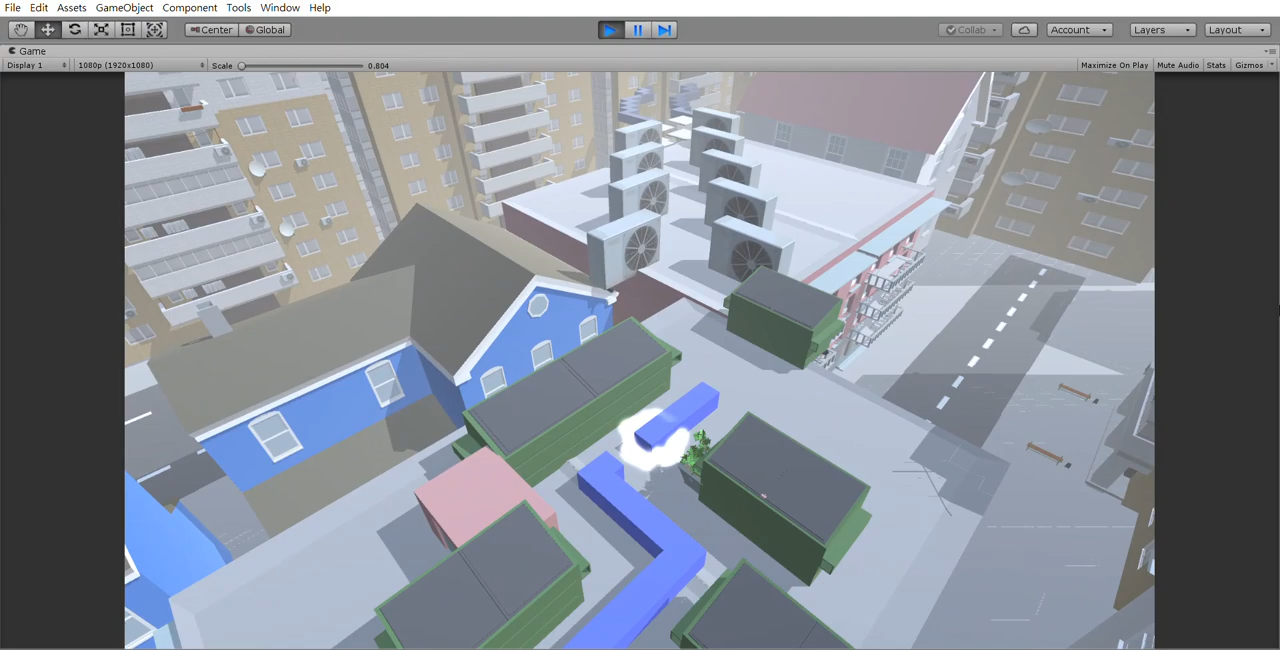 File Edit Assets GameObject Component Tools Window Help
Center Global Collab Account Layers Layout
Game
Display 1 1080p (1920x1080) Scale 0.804 Maximize On Play Mute Audio Stats Gizmos